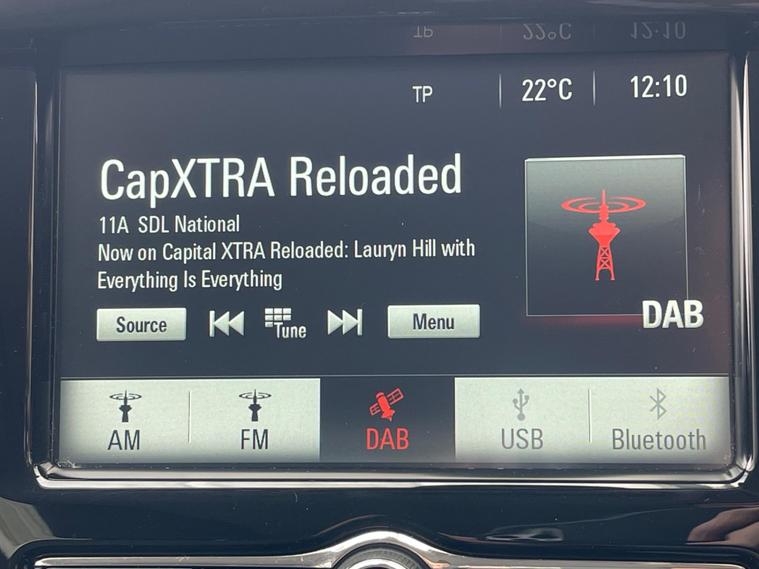 TP 22°C 12:10
CapXTRA Reloaded
11A SDL National
Now on Capital XTRA Reloaded: Lauryn Hill with
Everything Is Everything
DAB
Source Tune Menu
AM FM DAB USB Bluetooth